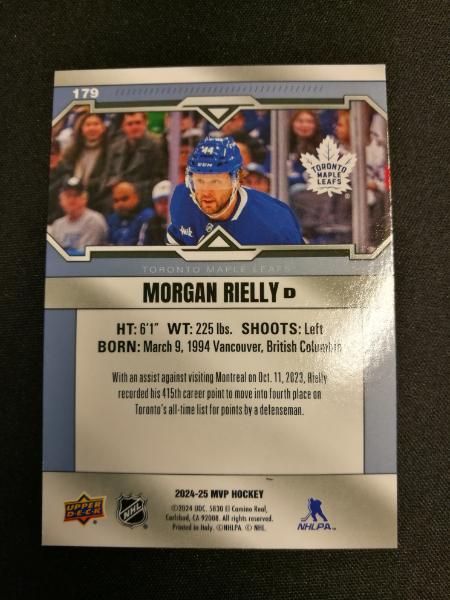 179
44
CCM
TORONTO
MAPLE
LEAFS
TORONTO MAPLE LEAFS
MORGAN RIELLY D
HT: 6'1" WT: 225 lbs. SHOOTS: Left
BORN: March 9, 1994 Vancouver, British Columbia
With an assist against visiting Montreal on Oct. 11, 2023, Rielly
recorded his 415th career point to move into fourth place on
Toronto's all-time list for points by a defenseman.
2024-25 MVP HOCKEY
©2024 UDC. 5830 El Camino Real,
Carlsbad, CA 92008. All rights reserved.
Printed in Italy. ©NHLPA. © NHL.
UPPER
DECK
NHL
NHLPA